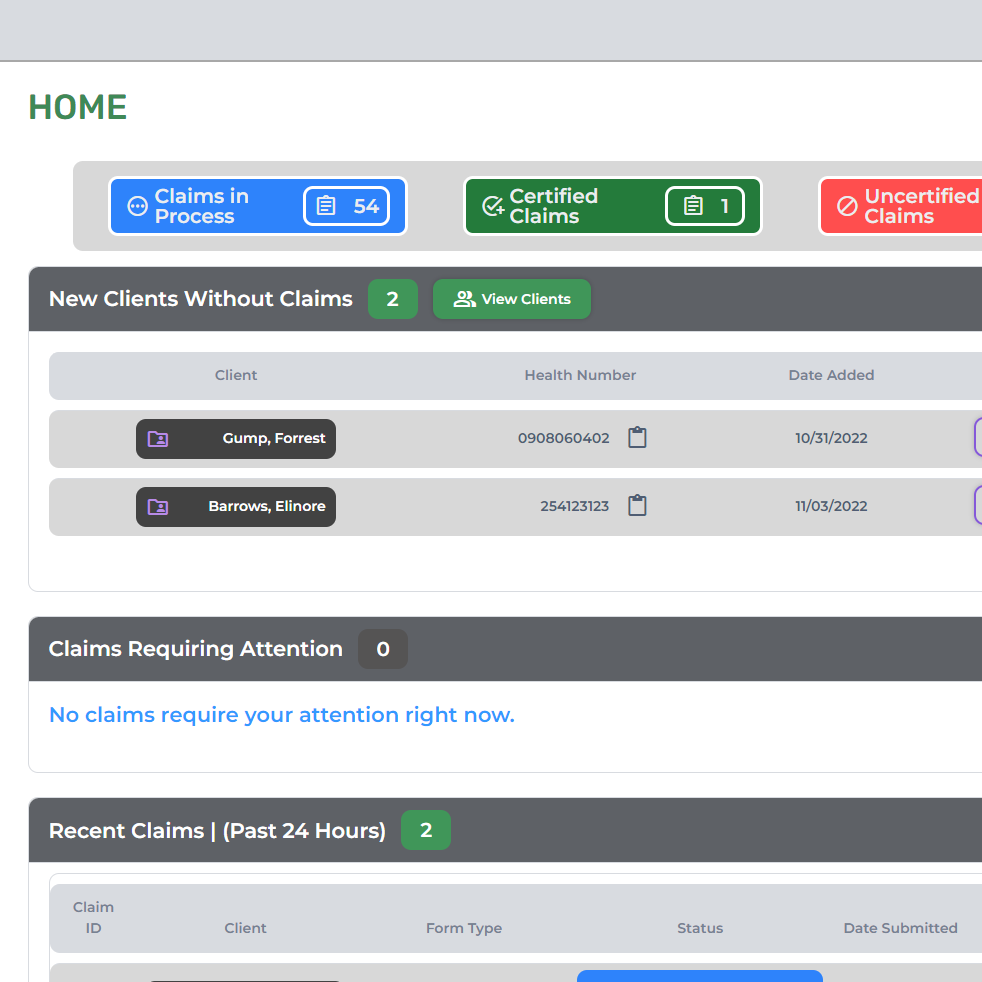 HOME
Claims in
Process
54
Certified
Claims
1
Uncertified
Claims
New Clients Without Claims 2 View Clients
Client Health Number Date Added
Gump, Forrest 0908060402 10/31/2022
Barrows, Elinore 254123123 11/03/2022
Claims Requiring Attention 0
No claims require your attention right now.
Recent Claims | (Past 24 Hours) 2
Claim
ID Client Form Type Status Date Submitted